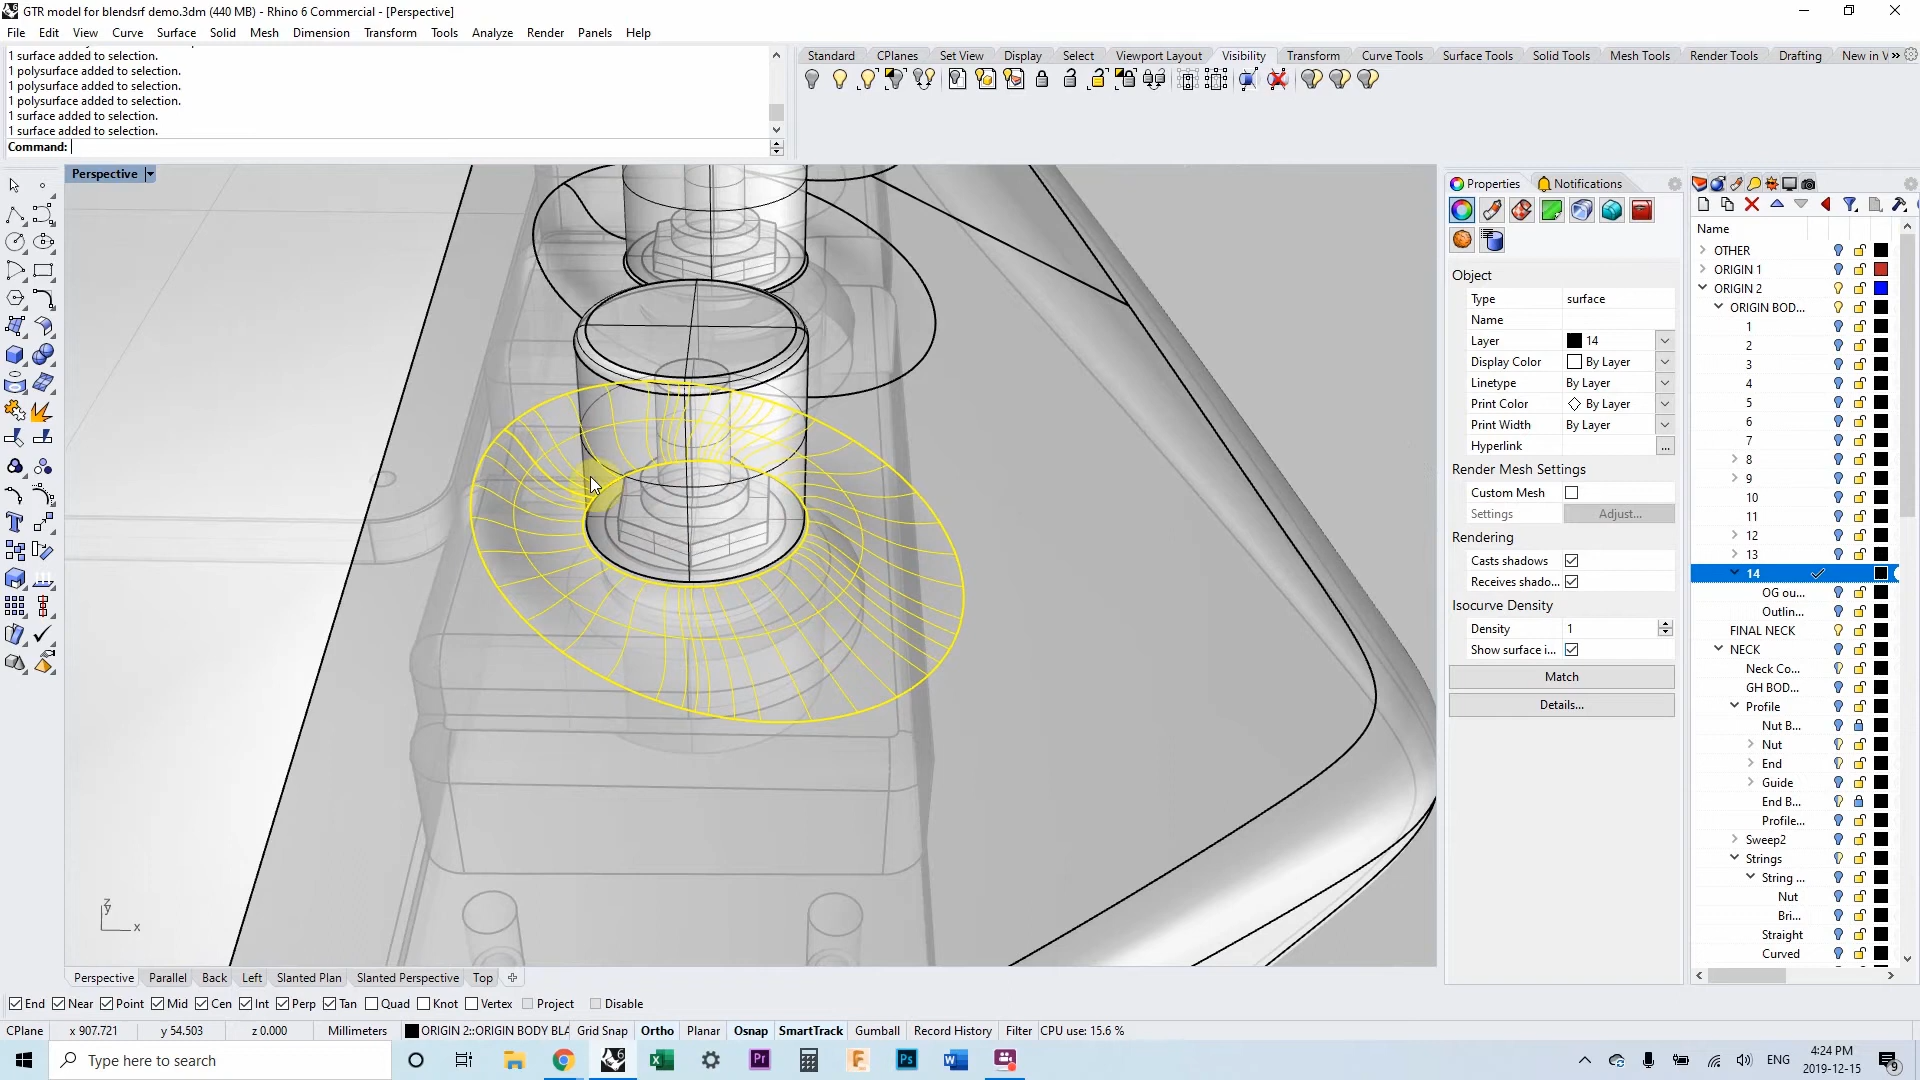 GTR model for blendsrf demo.3dm (440 MB) - Rhino 6 Commercial - [Perspective]
File Edit View Curve Surface Solid Mesh Dimension Transform Tools Analyze Render Panels Help
1 surface added to selection.
1 polysurface added to selection.
1 polysurface added to selection.
1 polysurface added to selection.
1 surface added to selection.
1 surface added to selection.
Command:
Standard CPlanes Set View Display Select Viewport Layout Visibility Transform Curve Tools Surface Tools Solid Tools Mesh Tools Render Tools Drafting New in V »
Perspective
z
y
x
Properties Notifications
Object
Type surface
Name
Layer 14
Display Color By Layer
Linetype By Layer
Print Color By Layer
Print Width By Layer
Hyperlink ...
Render Mesh Settings
Custom Mesh
Settings Adjust...
Rendering
Casts shadows
Receives shado...
Isocurve Density
Density 1
Show surface i...
Match
Details...
Name
OTHER
ORIGIN 1
ORIGIN 2
ORIGIN BOD...
1
2
3
4
5
6
7
8
9
10
11
12
13
14
OG ou...
Outlin...
FINAL NECK
NECK
Neck Co...
GH BOD...
Profile
Nut B...
Nut
End
Guide
End B...
Profile...
Sweep2
Strings
String ...
Nut
Bri...
Straight
Curved
Perspective Parallel Back Left Slanted Plan Slanted Perspective Top
End Near Point Mid Cen Int Perp Tan Quad Knot Vertex Project Disable
CPlane x 907.721 y 54.503 z 0.000 Millimeters ORIGIN 2::ORIGIN BODY BLA Grid Snap Ortho Planar Osnap SmartTrack Gumball Record History Filter CPU use: 15.6 %
Type here to search
ENG
4:24 PM
2019-12-15
9